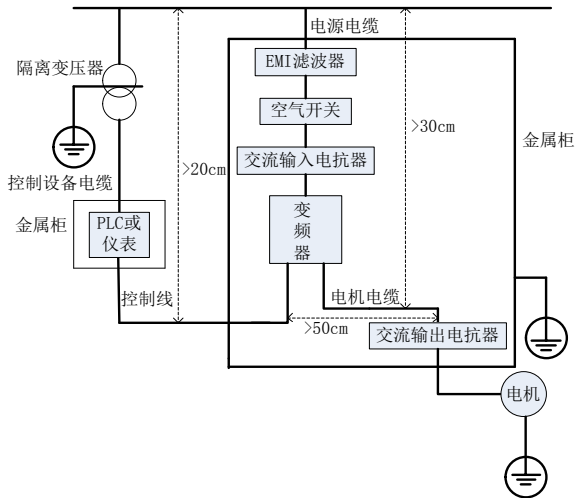 电源电缆
隔离变压器
EMI滤波器
空气开关
>30cm
金属柜
交流输入电抗器
>20cm
控制设备电缆
变
频
器
金属柜
PLC或
仪表
控制线
电机电缆
>50cm
交流输出电抗器
电机